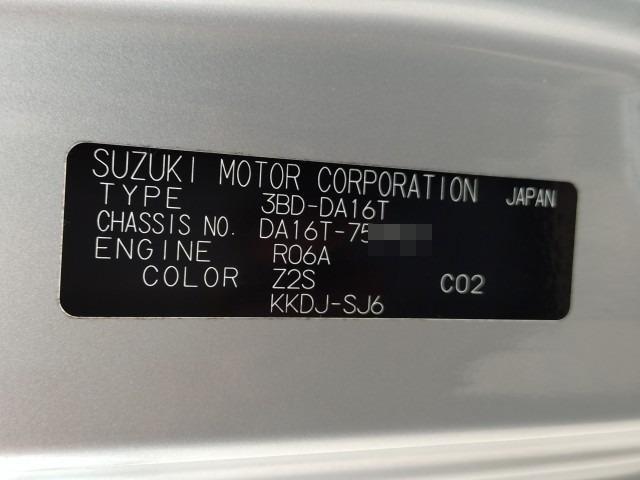 SUZUKI MOTOR CORPORATION JAPAN
TYPE 3BD-DA16T
CHASSIS NO. DA16T-75
ENGINE R06A
COLOR Z2S C02
KKDJ-SJ6